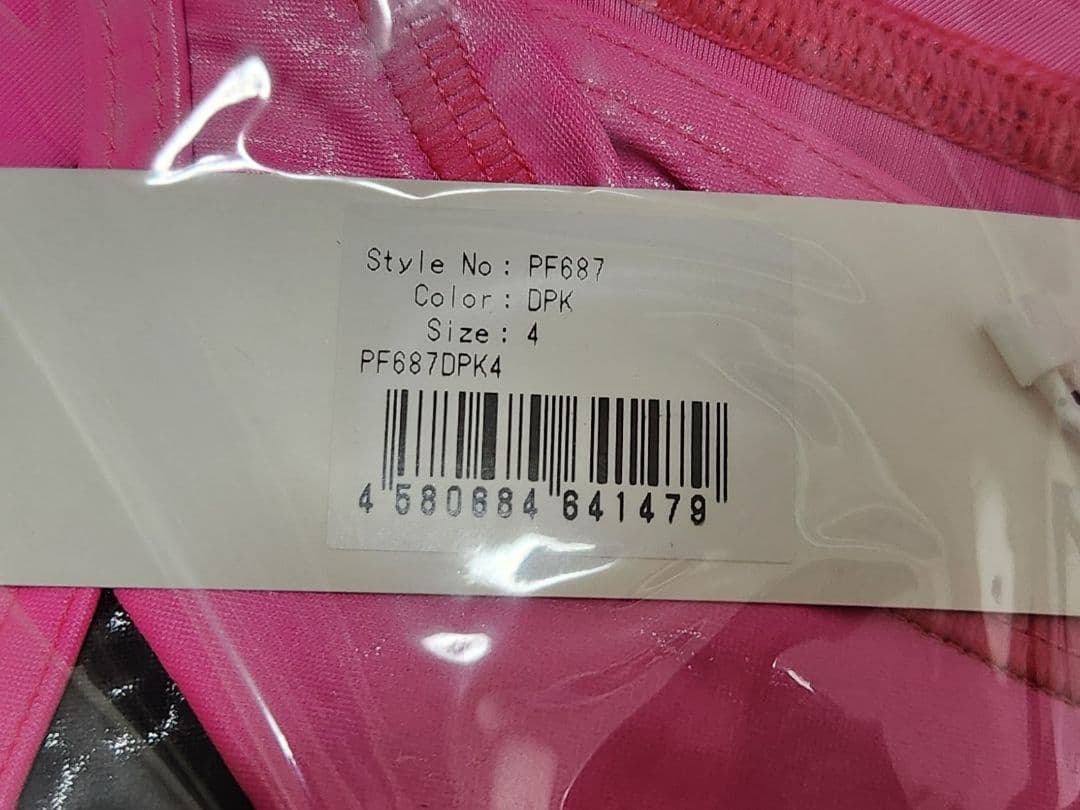 Style No: PF687
Color: DPK
Size: 4
PF687DPK4
4 580684 641479